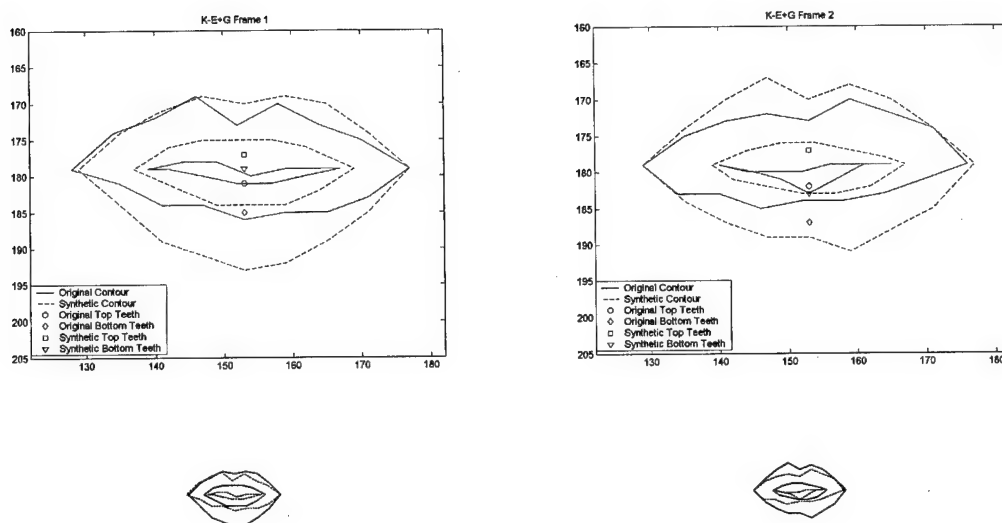 K-E+G Frame 1
160
165
170
175
180
185
190
195
200
205
130 140 150 160 170 180
Original Contour
Synthetic Contour
Original Top Teeth
Original Bottom Teeth
Synthetic Top Teeth
Synthetic Bottom Teeth
K-E+G Frame 2
160
165
170
175
180
185
190
195
200
205
130 140 150 160 170 180
Original Contour
Synthetic Contour
Original Top Teeth
Original Bottom Teeth
Synthetic Top Teeth
Synthetic Bottom Teeth